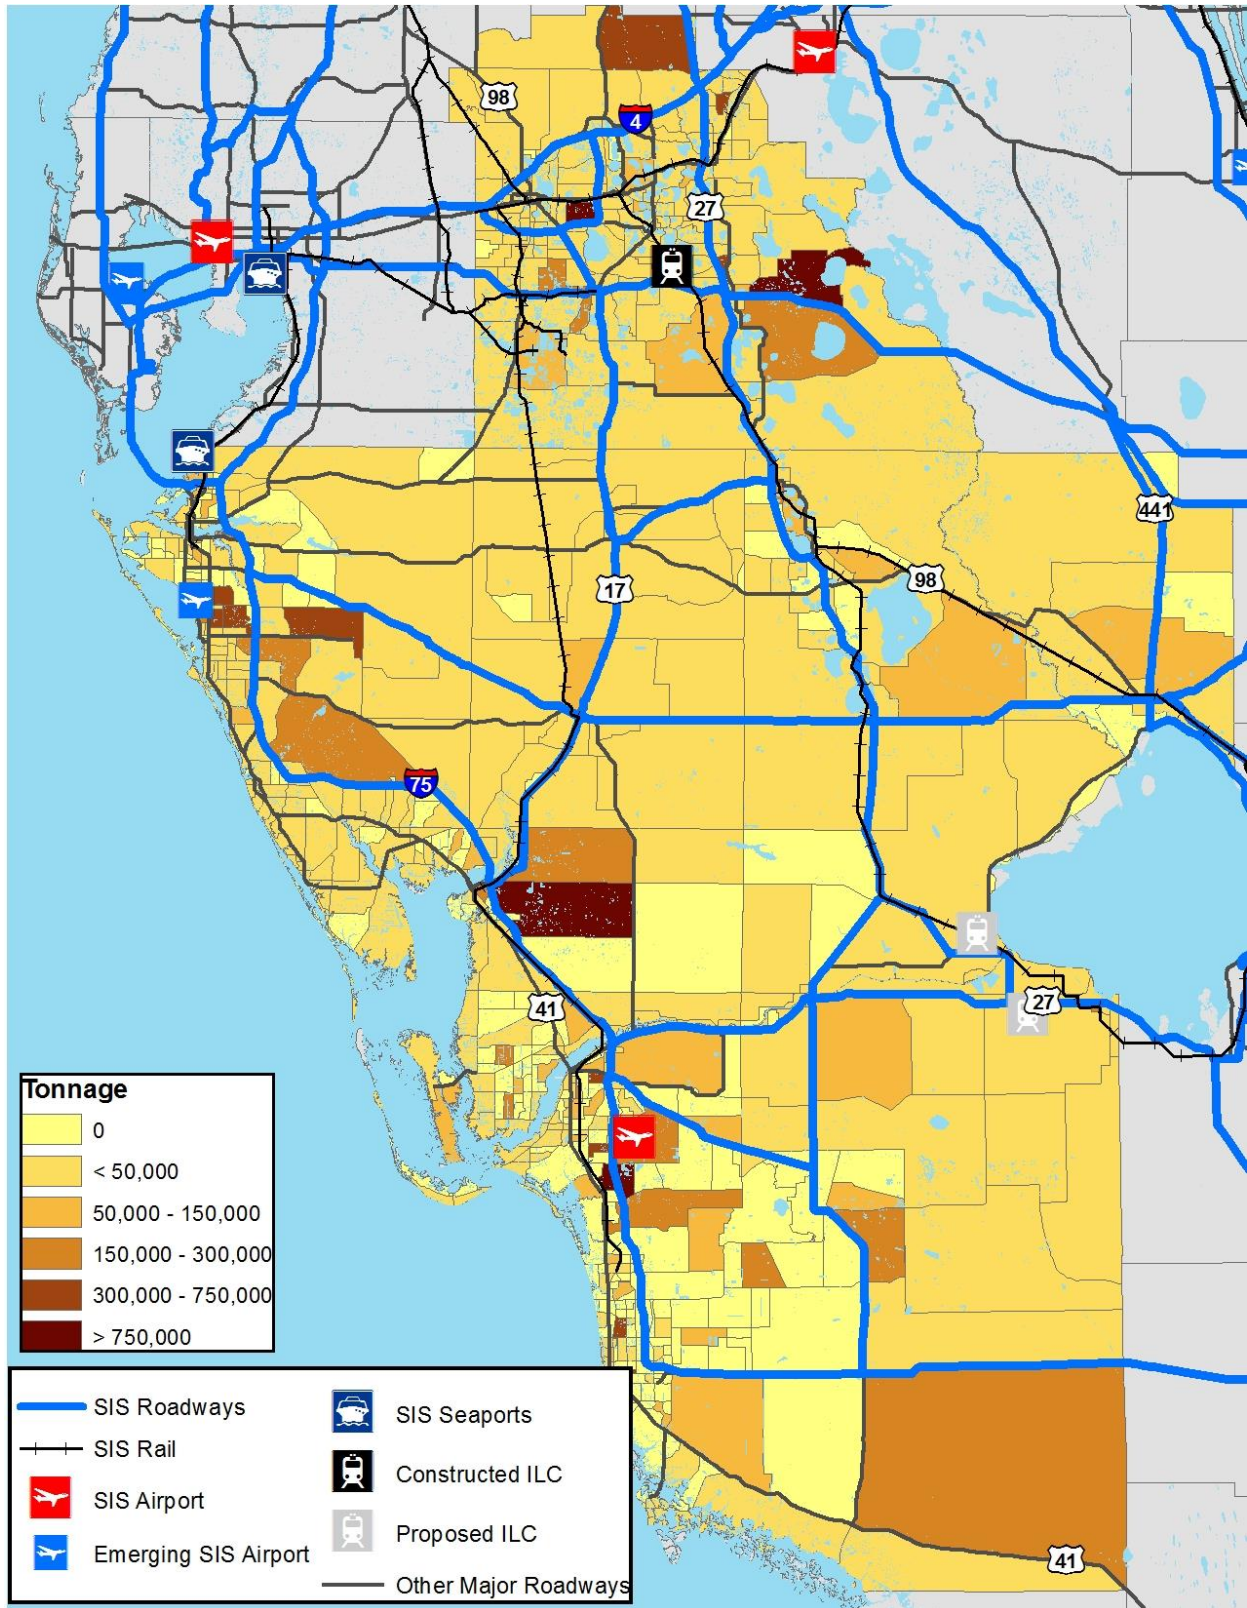 98
4
27
441
98
17
75
41
27
Tonnage
0
< 50,000
50,000 - 150,000
150,000 - 300,000
300,000 - 750,000
> 750,000
SIS Roadways
SIS Rail
SIS Airport
Emerging SIS Airport
SIS Seaports
Constructed ILC
Proposed ILC
Other Major Roadways
41